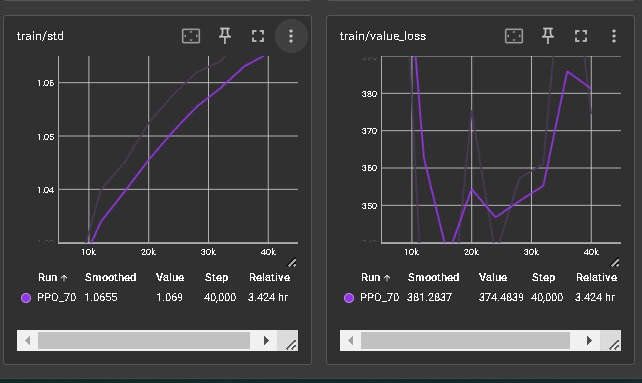 train/std
1.06
1.05
1.04
10k 20k 30k 40k
Run ↑ Smoothed Value Step Relative
PPO_70 1.0655 1.069 40,000 3.424 hr
train/value_loss
380
370
360
350
10k 20k 30k 40k
Run ↑ Smoothed Value Step Relative
PPO_70 381.2837 374.4839 40,000 3.424 hr